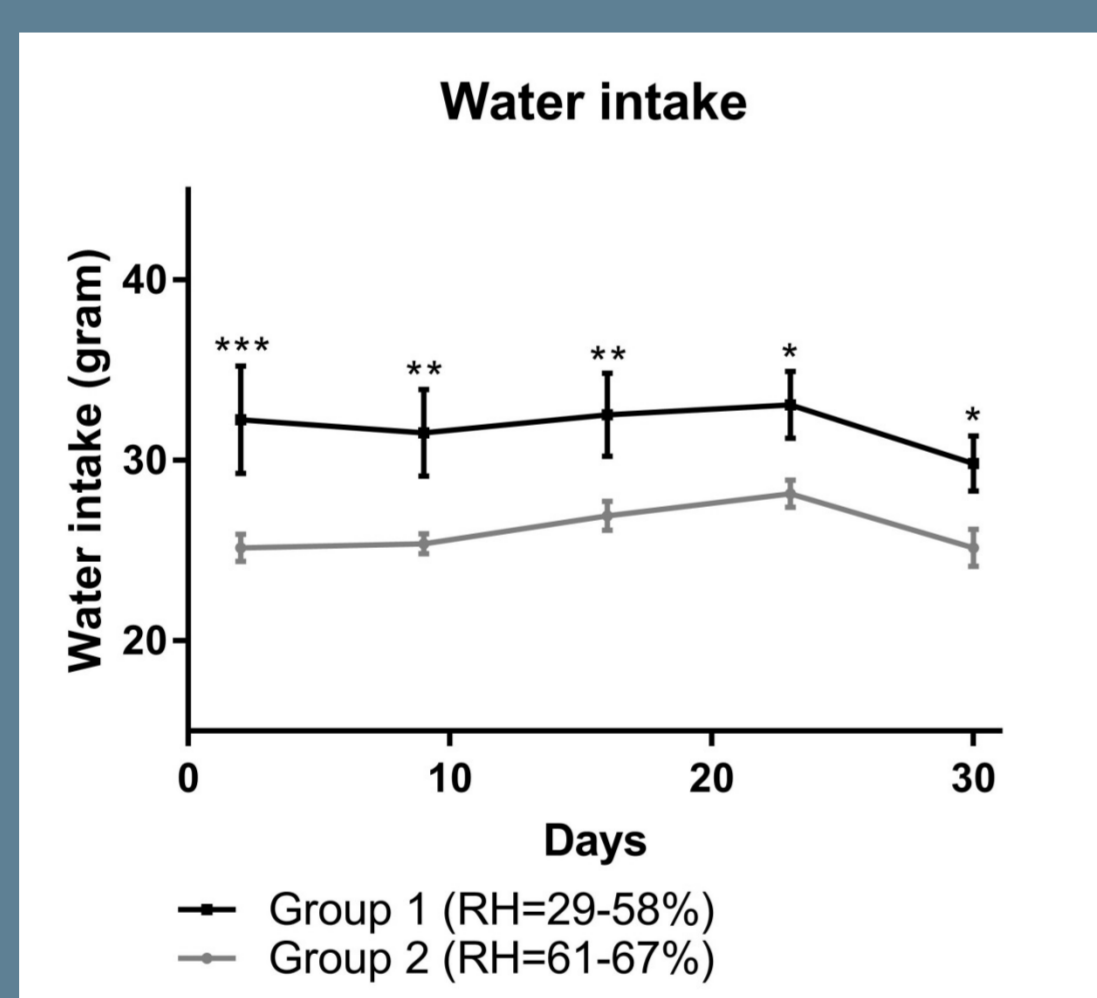 Water intake
Water intake (gram)
40
30
20
***
**
**
*
*
0 10 20 30
Days
Group 1 (RH=29-58%)
Group 2 (RH=61-67%)